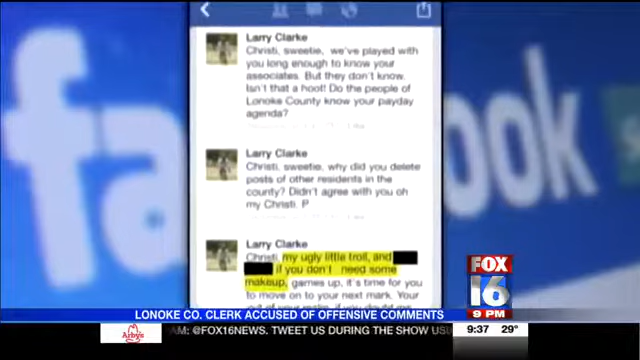 fa
ook
Larry Clarke
Christi, sweetie, we've played with
you long enough to know your
associates. But they don't know.
Isn't that a hoot! Do the people of
Lonoke County know your payday
agenda?
Larry Clarke
Christi, sweetie, why did you delete
posts of other residents in the
county? Didn't agree with you oh
my Christi. P
Larry Clarke
Christi, my ugly little troll, and
if you don't need some
makeup, games up, it's time for you
to move on to your next mark. Your
FOX
16
9 PM
LONOKE CO. CLERK ACCUSED OF OFFENSIVE COMMENTS
Arby's
AM: @FOX16NEWS. TWEET US DURING THE SHOW
9:37 29°